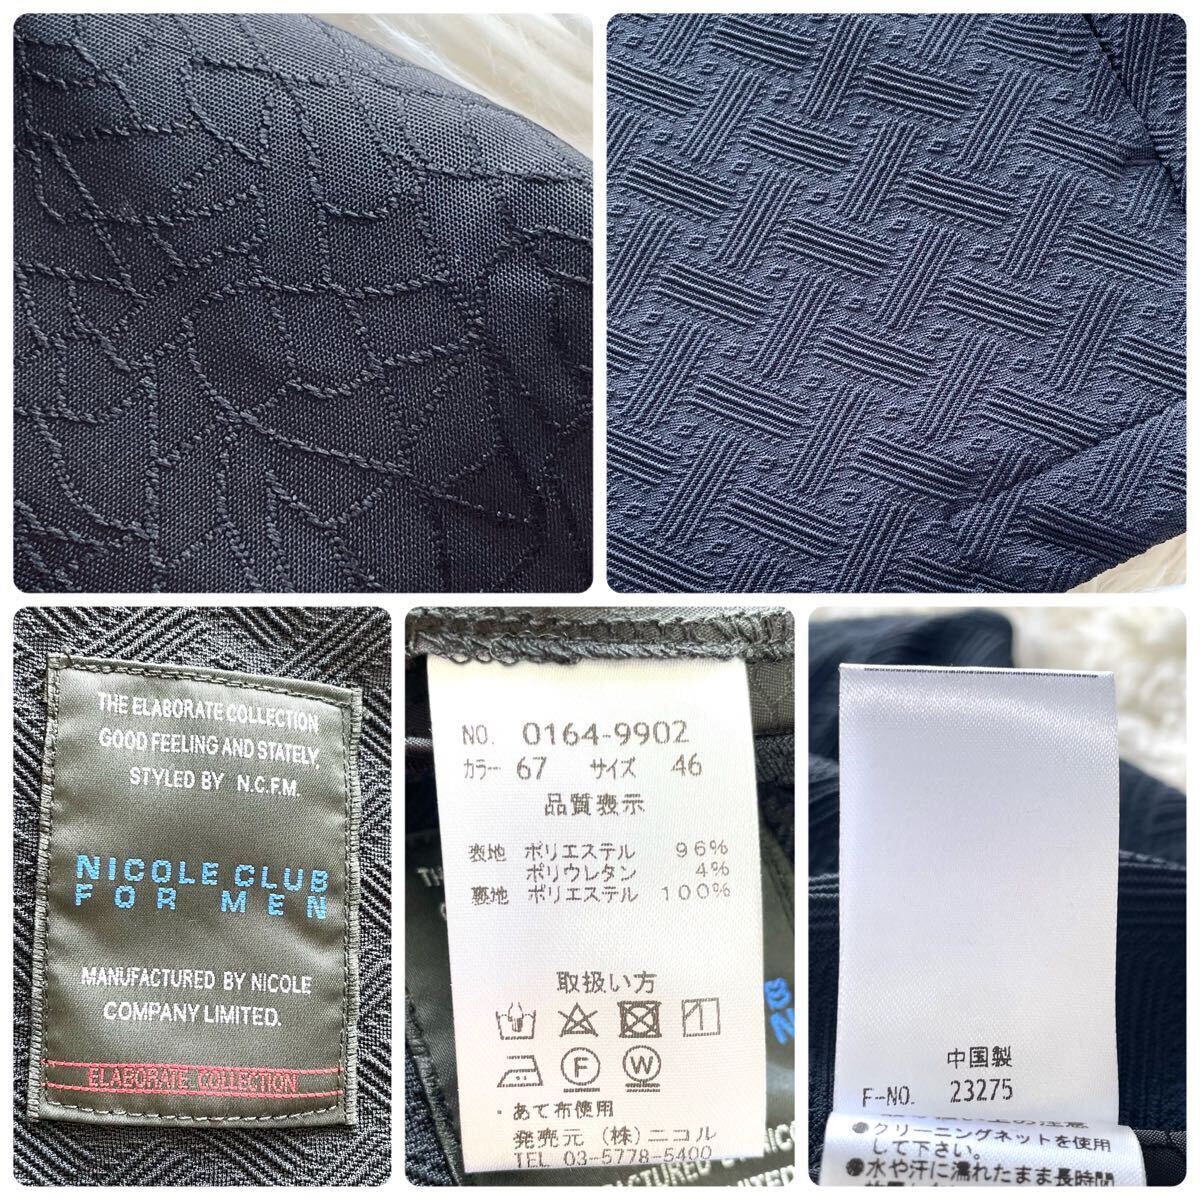 THE ELABORATE COLLECTION
GOOD FEELING AND STATELY,
STYLED BY N.C.F.M.
NICOLE CLUB
FOR MEN
MANUFACTURED BY NICOLE
COMPANY LIMITED.
ELABORATE COLLECTION
NO. 0164-9902
カラー 67 サイズ 46
品質表示
表地 ポリエステル 96%
ポリウレタン 4%
裏地 ポリエステル 100%
取扱い方
F W
・あて布使用
発売元 (株)ニコル
TEL 03-5778-5400
中国製
F-NO. 23275
●クリーニングネットを使用
して下さい。
●水や汗に濡れたまま長時間